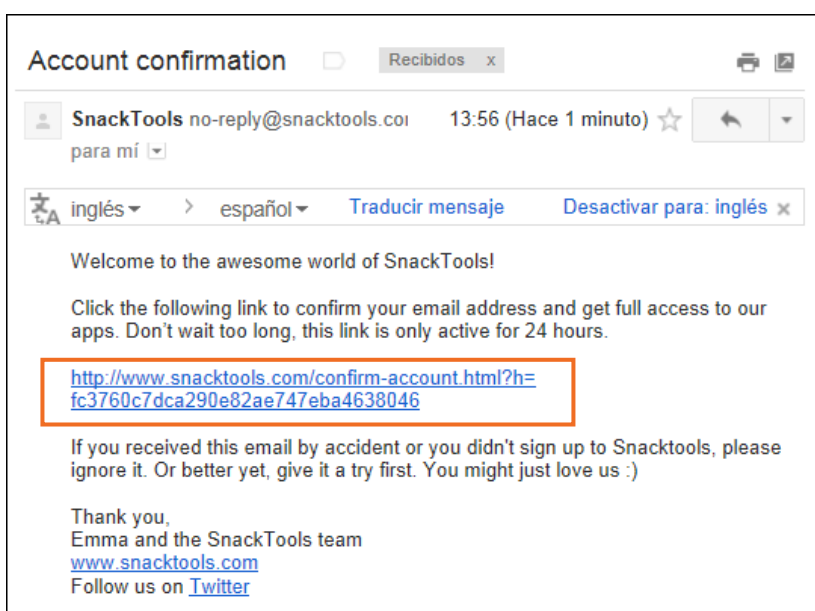 Account confirmation Recibidos x
SnackTools no-reply@snacktools.co 13:56 (Hace 1 minuto)
para mí
inglés > español Traducir mensaje Desactivar para: inglés x
Welcome to the awesome world of SnackTools!
Click the following link to confirm your email address and get full access to our
apps. Don't wait too long, this link is only active for 24 hours.
http://www.snacktools.com/confirm-account.html?h=
fc3760c7dca290e82ae747eba4638046
If you received this email by accident or you didn't sign up to Snacktools, please
ignore it. Or better yet, give it a try first. You might just love us :)
Thank you,
Emma and the SnackTools team
www.snacktools.com
Follow us on Twitter